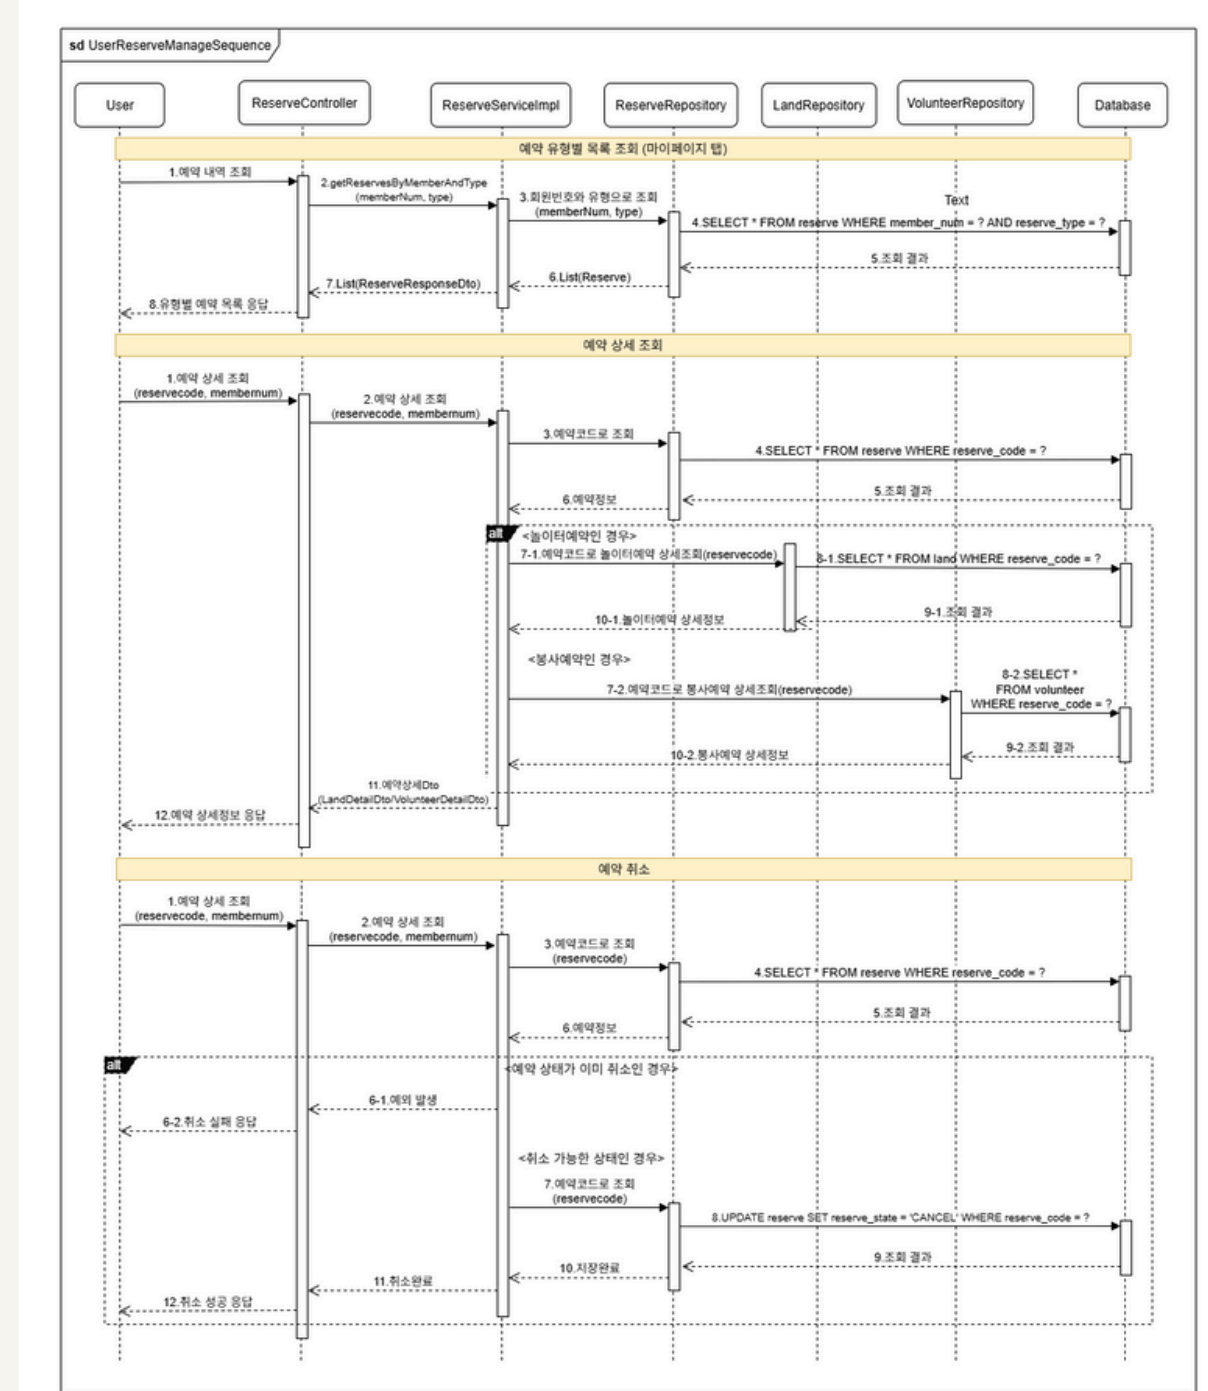 sd UserReserveManageSequence
User
ReserveController
ReserveServiceImpl
ReserveRepository
LandRepository
VolunteerRepository
Database
예약 유형별 목록 조회 (마이페이지 탭)
1.예약 내역 조회
2.getReservesByMemberAndType
(memberNum, type)
3.회원번호와 유형으로 조회
(memberNum, type)
Text
4.SELECT * FROM reserve WHERE member_num = ? AND reserve_type = ?
5.조회 결과
6.List(Reserve)
7.List(ReserveResponseDto)
8.유형별 예약 목록 응답
예약 상세 조회
1.예약 상세 조회
(reservecode, membernum)
2.예약 상세 조회
(reservecode, membernum)
3.예약코드로 조회
4.SELECT * FROM reserve WHERE reserve_code = ?
5.조회 결과
6.예약정보
alt
<놀이터예약인 경우>
7-1.예약코드로 놀이터예약 상세조회(reservecode)
8-1.SELECT * FROM land WHERE reserve_code = ?
9-1.조회 결과
10-1.놀이터예약 상세정보
<봉사예약인 경우>
7-2.예약코드로 봉사예약 상세조회(reservecode)
8-2.SELECT *
FROM volunteer
WHERE reserve_code = ?
9-2.조회 결과
10-2.봉사예약 상세정보
11.예약상세Dto
(LandDetailDto/VolunteerDetailDto)
12.예약 상세정보 응답
예약 취소
1.예약 상세 조회
(reservecode, membernum)
2.예약 상세 조회
(reservecode, membernum)
3.예약코드로 조회
(reservecode)
4.SELECT * FROM reserve WHERE reserve_code = ?
5.조회 결과
6.예약정보
alt
<예약 상태가 이미 취소인 경우>
6-1.예외 발생
6-2.취소 실패 응답
<취소 가능한 상태인 경우>
7.예약코드로 조회
(reservecode)
8.UPDATE reserve SET reserve_state = 'CANCEL' WHERE reserve_code = ?
9.조회 결과
10.저장완료
11.취소완료
12.취소 성공 응답